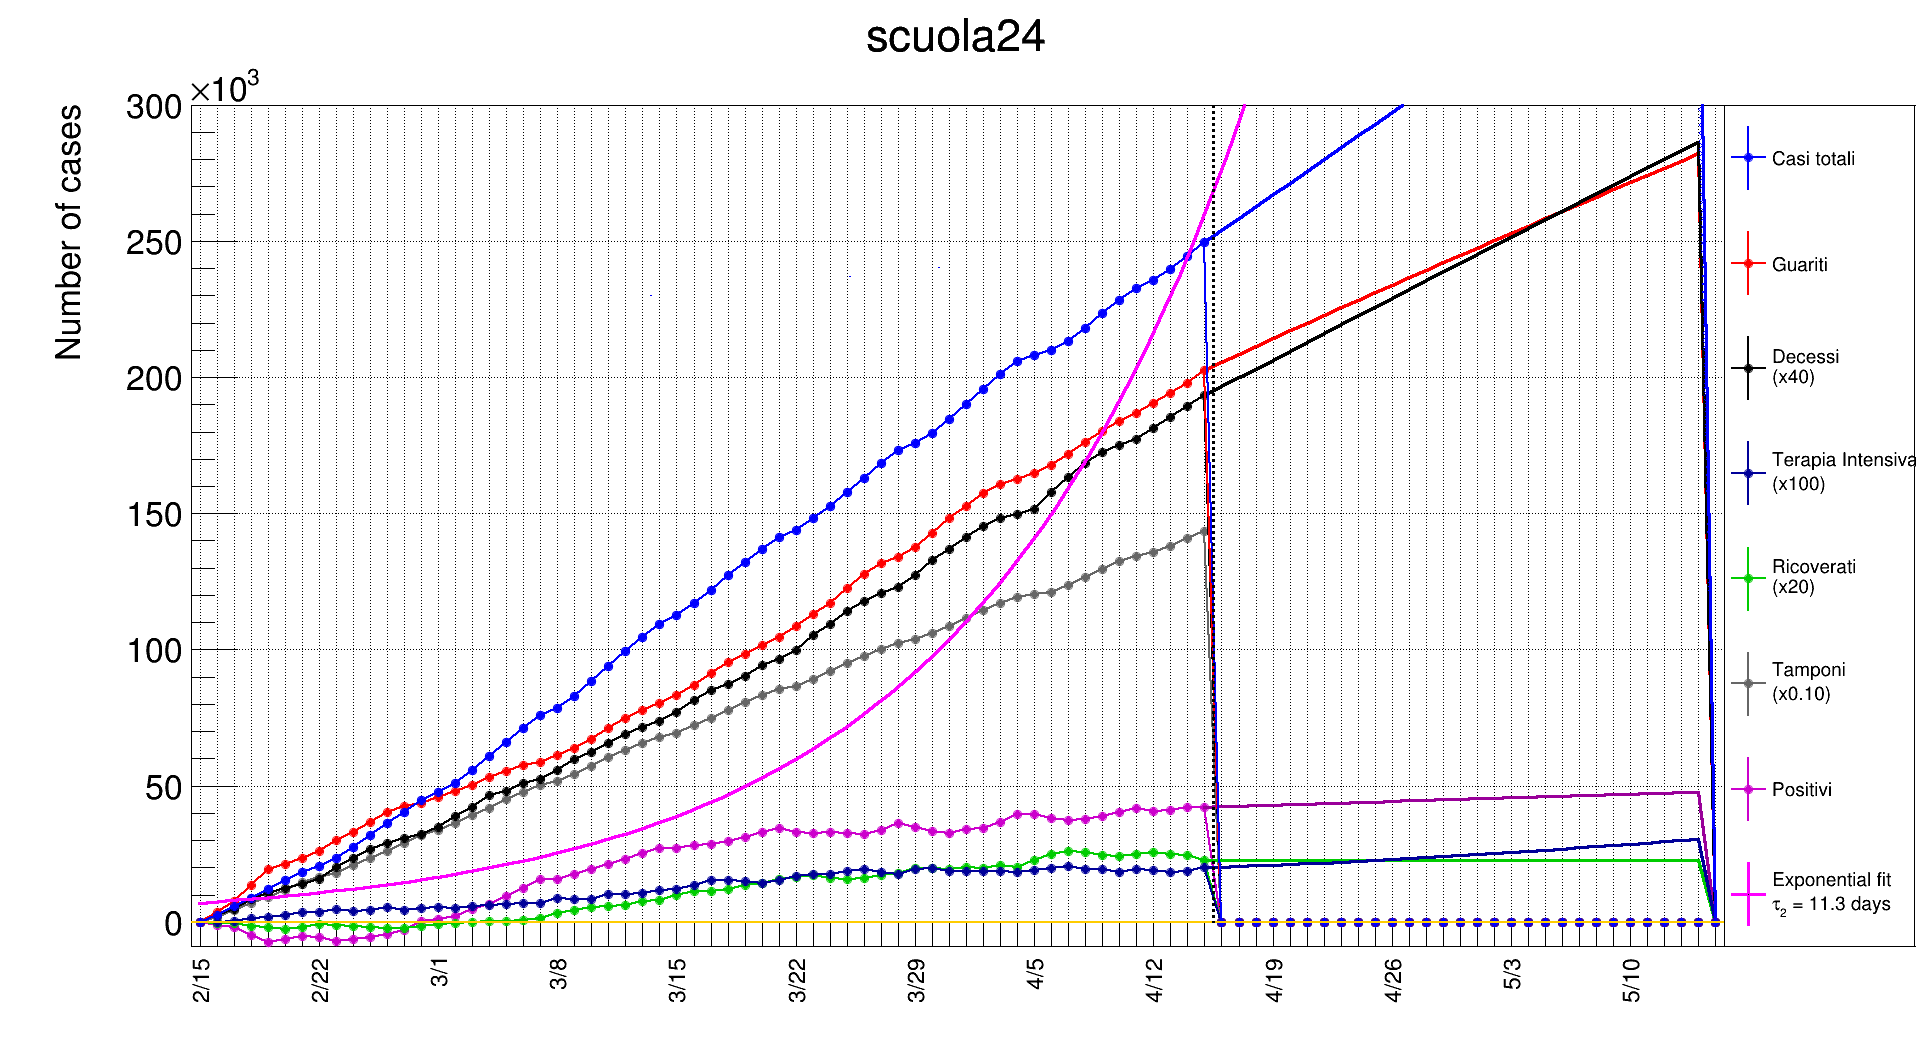 scuola24
×10³
Number of cases
300
250
200
150
100
50
0
2/15
2/22
3/1
3/8
3/15
3/22
3/29
4/5
4/12
4/19
4/26
5/3
5/10
Casi totali
Guariti
Decessi
(x40)
Terapia Intensiva
(x100)
Ricoverati
(x20)
Tamponi
(x0.10)
Positivi
Exponential fit
τ₂ = 11.3 days